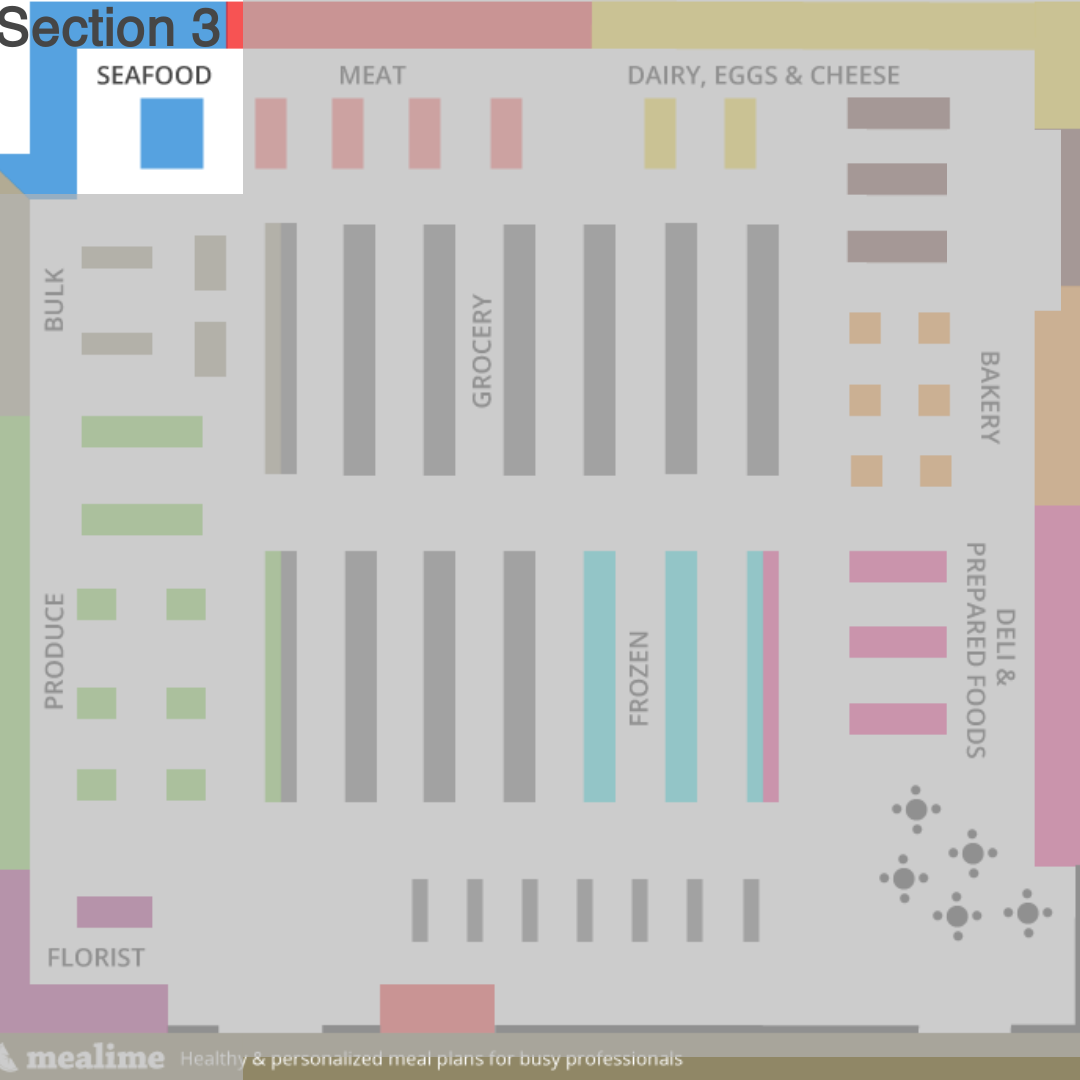 Section 3
SEAFOOD
MEAT
DAIRY, EGGS & CHEESE
BULK
GROCERY
BAKERY
PRODUCE
FROZEN
DELI &
PREPARED FOODS
FLORIST
mealime
Healthy & personalized meal plans for busy professionals